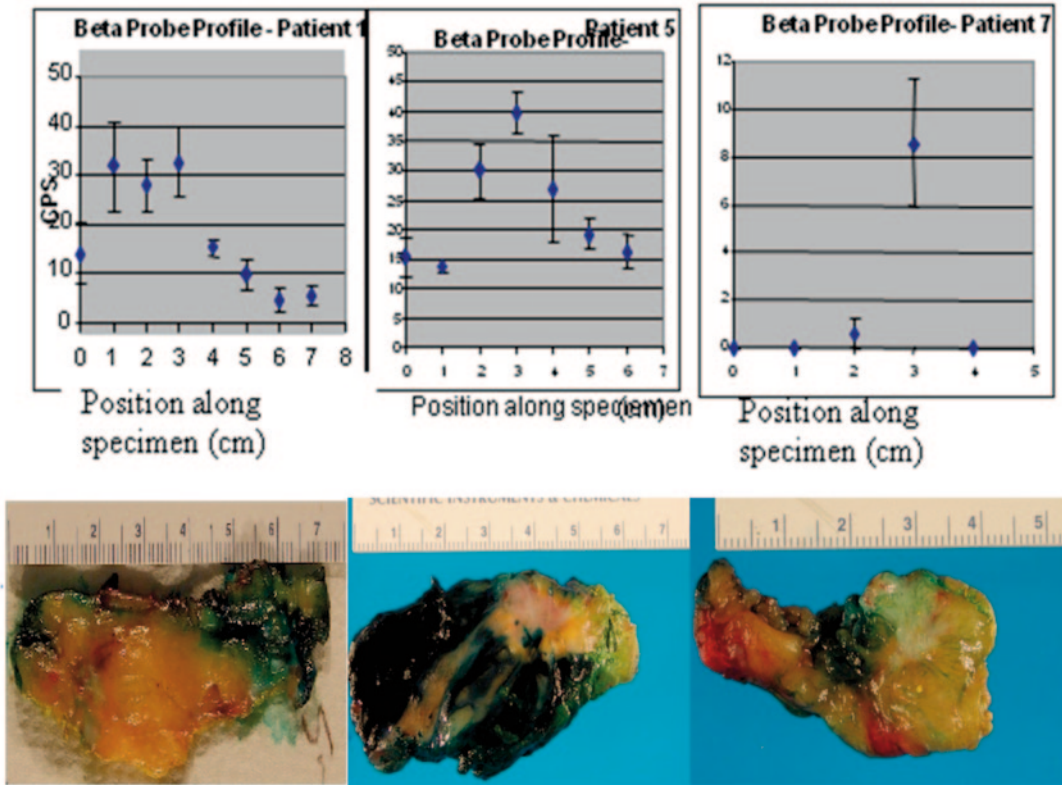 Beta Probe Profile - Patient 1
50
40
30
20
10
0
CPS
0 1 2 3 4 5 6 7 8
Position along
specimen (cm)
Patient 5
Beta Probe Profile-
50
45
40
35
30
25
20
15
10
5
0
0 1 2 3 4 5 6 7
Position along specimen (cm)
Beta Probe Profile- Patient 7
12
10
8
6
4
2
0
0 1 2 3 4 5
Position along
specimen (cm)
1 2 3 4 5 6 7
SCIENTIFIC INSTRUMENTS & CHEMICALS
1 2 3 4 5 6 7
1 2 3 4 5